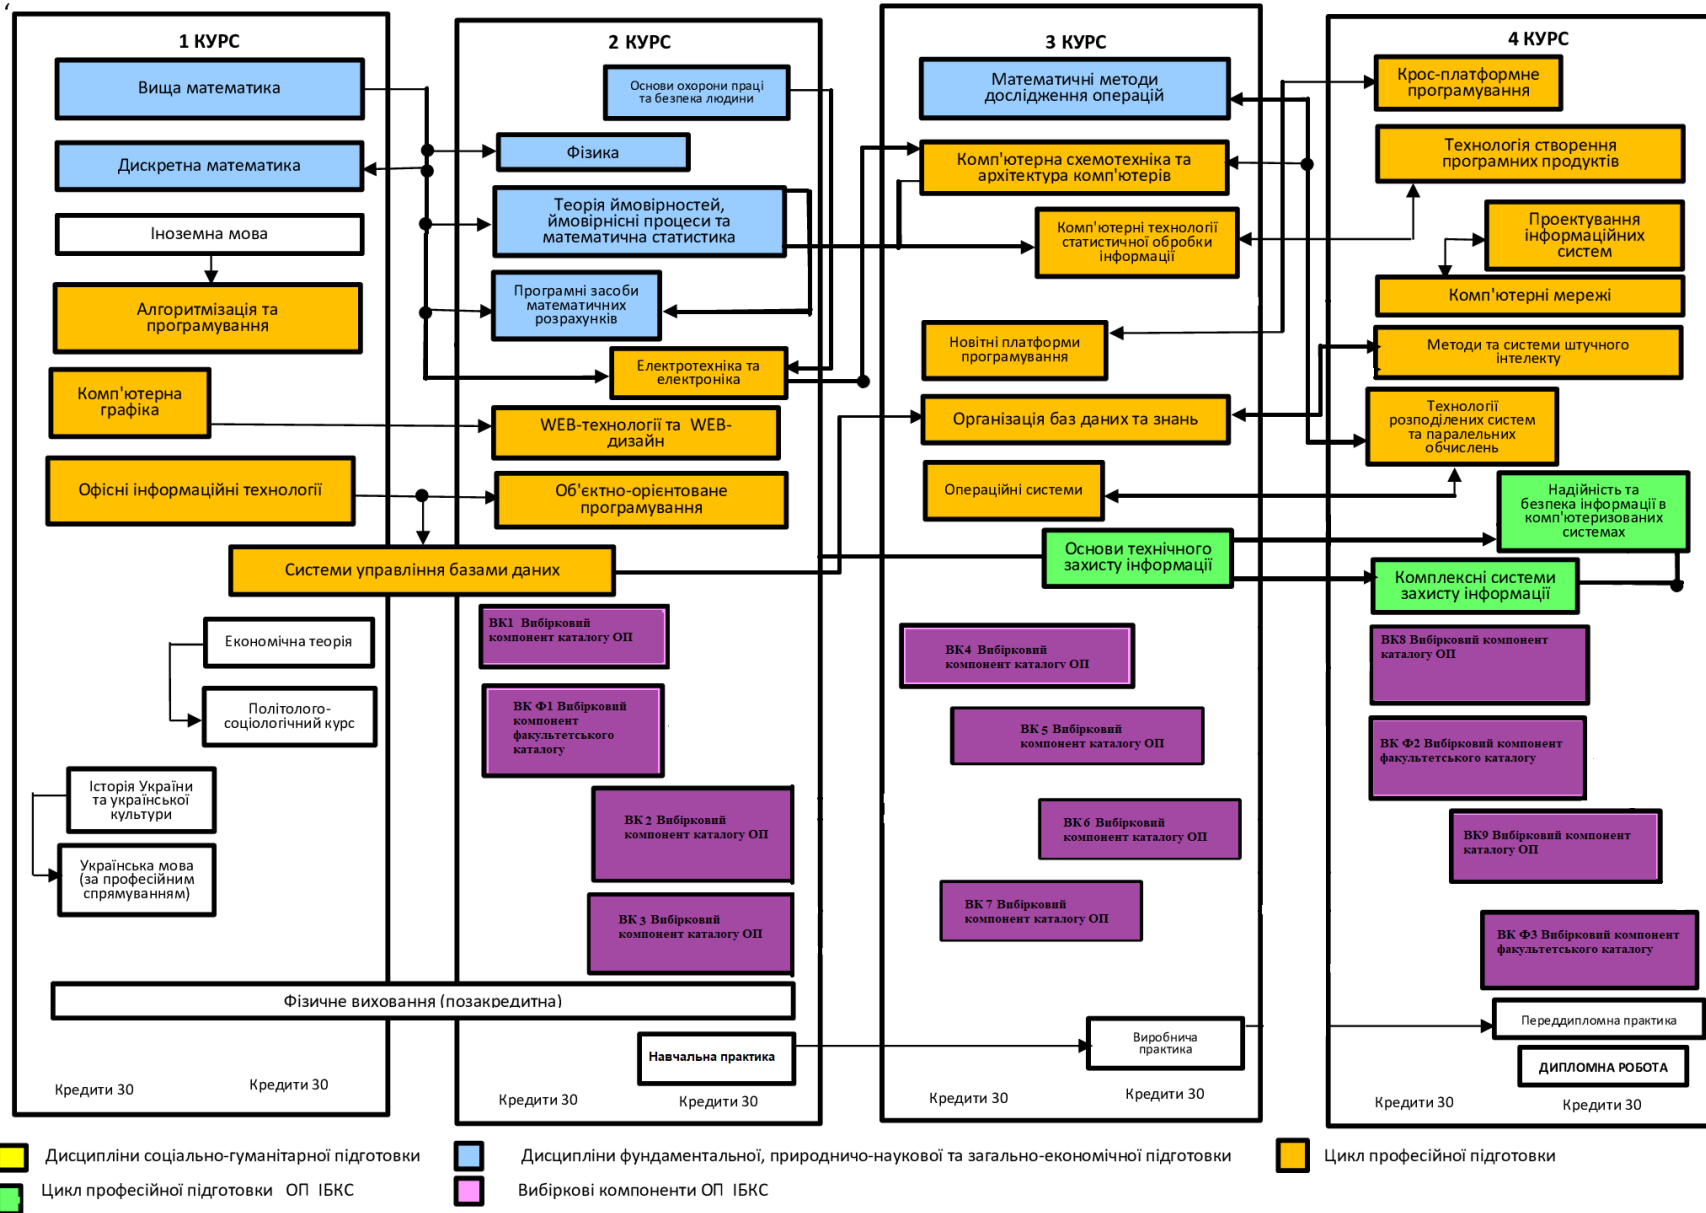 1 КУРС
Вища математика
Дискретна математика
Іноземна мова
Алгоритмізація та
програмування
Комп'ютерна
графіка
Офісні інформаційні технології
Системи управління базами даних
Економічна теорія
Політолого-
соціологічний курс
Історія України
та української
культури
Українська мова
(за професійним
спрямуванням)
Фізичне виховання (позакредитна)
Кредити 30
Кредити 30
2 КУРС
Основи охорони праці
та безпека людини
Фізика
Теорія ймовірностей,
ймовірнісні процеси та
математична статистика
Програмні засоби
математичних
розрахунків
Електротехніка та
електроніка
WEB-технології та WEB-
дизайн
Об'єктно-орієнтоване
програмування
ВК1 Вибірковий
компонент каталогу ОП
ВК Ф1 Вибірковий
компонент
факультетського
каталогу
ВК 2 Вибірковий
компонент каталогу ОП
ВК 3 Вибірковий
компонент каталогу ОП
Навчальна практика
Кредити 30
Кредити 30
3 КУРС
Математичні методи
дослідження операцій
Комп'ютерна схемотехніка та
архітектура комп'ютерів
Комп'ютерні технології
статистичної обробки
інформації
Новітні платформи
програмування
Організація баз даних та знань
Операційні системи
Основи технічного
захисту інформації
ВК4 Вибірковий
компонент каталогу ОП
ВК 5 Вибірковий
компонент каталогу ОП
ВК 6 Вибірковий
компонент каталогу ОП
ВК 7 Вибірковий
компонент каталогу ОП
Виробнича
практика
Кредити 30
Кредити 30
4 КУРС
Крос-платформне
програмування
Технологія створення
програмних продуктів
Проектування
інформаційних
систем
Комп'ютерні мережі
Методи та системи штучного
інтелекту
Технології
розподілених систем
та паралельних
обчислень
Надійність та
безпека інформації в
комп'ютеризованих
системах
Комплексні системи
захисту інформації
ВК8 Вибірковий компонент
каталогу ОП
ВК Ф2 Вибірковий компонент
факультетського каталогу
ВК9 Вибірковий компонент
каталогу ОП
ВК Ф3 Вибірковий компонент
факультетського каталогу
Переддипломна практика
ДИПЛОМНА РОБОТА
Кредити 30
Кредити 30
Дисципліни соціально-гуманітарної підготовки
Дисципліни фундаментальної, природничо-наукової та загально-економічної підготовки
Цикл професійної підготовки
Цикл професійної підготовки ОП ІБКС
Вибіркові компоненти ОП ІБКС